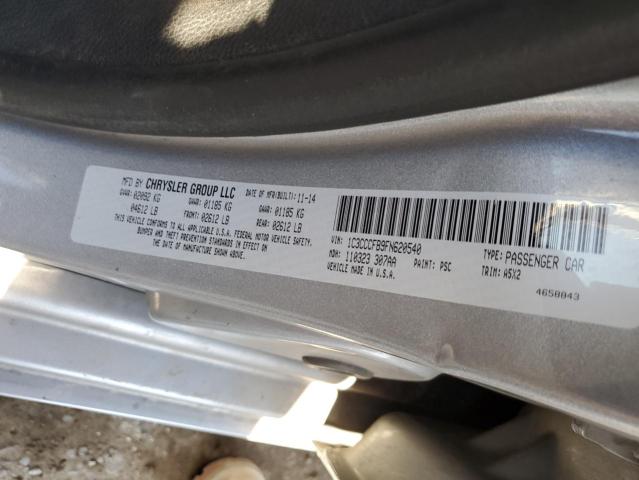 MFD BY CHRYSLER GROUP LLC
DATE OF MFR(BUILT): 11-14
GVWR: 02092 KG
04612 LB
GAWR 01185 KG
FRONT: 02612 LB
GAWR 01185 KG
REAR: 02612 LB
THIS VEHICLE CONFORMS TO ALL APPLICABLE U.S.A. FEDERAL MOTOR VEHICLE SAFETY,
BUMPER AND THEFT PREVENTION STANDARDS IN EFFECT ON
THE DATE OF MANUFACTURE SHOWN ABOVE.
VIN: 1C3CCCFB9FN620540
TYPE: PASSENGER CAR
MDH: 110323 307AA
PAINT: PSC
TRIM: A5X2
VEHICLE MADE IN U.S.A.
4658843